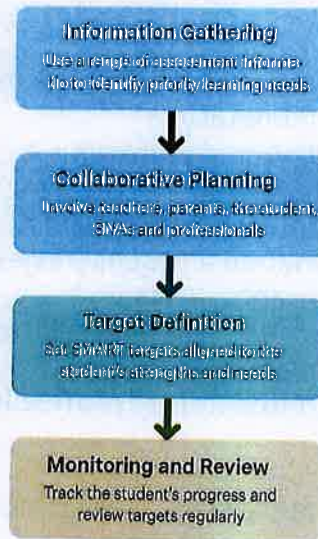 Information Gathering
Use a range of assessment informa-
tion to identify priority learning needs
Collaborative Planning
Involve teachers, parents, the student,
SNAs and professionals
Target Definition
Set SMART targets aligned to the
student's strengths and needs
Monitoring and Review
Track the student's progress and
review targets regularly